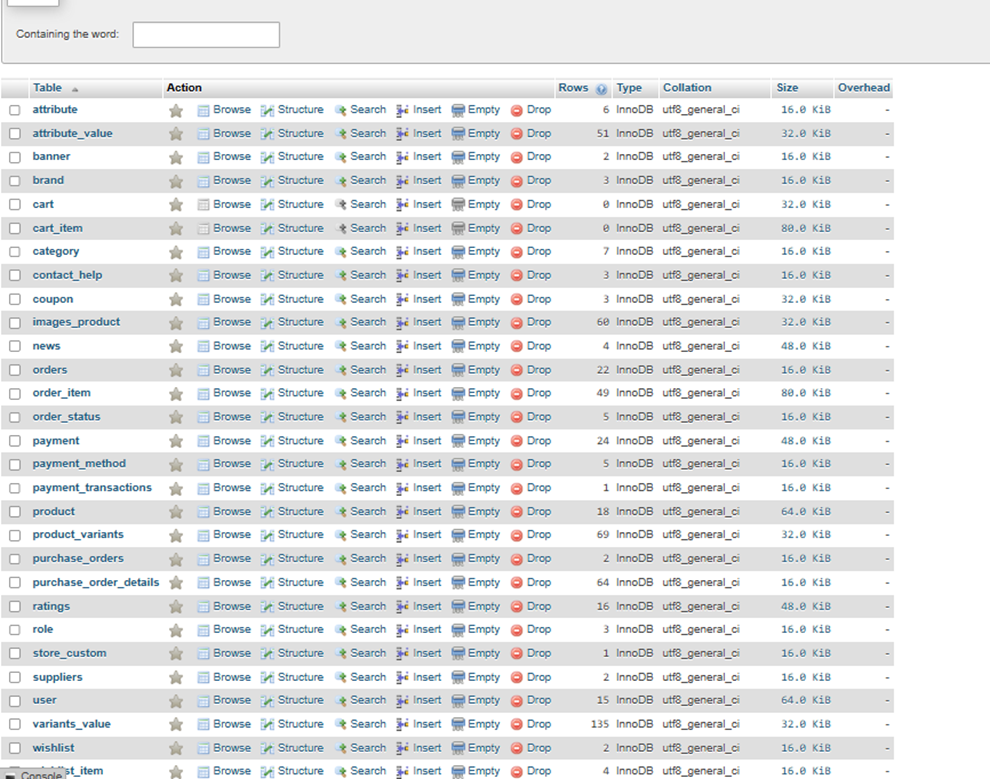 Containing the word:
Table Action Rows Type Collation Size Overhead
attribute Browse Structure Search Insert Empty Drop 6 InnoDB utf8_general_ci 16.0 KiB -
attribute_value Browse Structure Search Insert Empty Drop 51 InnoDB utf8_general_ci 32.0 KiB -
banner Browse Structure Search Insert Empty Drop 2 InnoDB utf8_general_ci 16.0 KiB -
brand Browse Structure Search Insert Empty Drop 3 InnoDB utf8_general_ci 16.0 KiB -
cart Browse Structure Search Insert Empty Drop 0 InnoDB utf8_general_ci 32.0 KiB -
cart_item Browse Structure Search Insert Empty Drop 0 InnoDB utf8_general_ci 80.0 KiB -
category Browse Structure Search Insert Empty Drop 7 InnoDB utf8_general_ci 16.0 KiB -
contact_help Browse Structure Search Insert Empty Drop 3 InnoDB utf8_general_ci 16.0 KiB -
coupon Browse Structure Search Insert Empty Drop 3 InnoDB utf8_general_ci 32.0 KiB -
images_product Browse Structure Search Insert Empty Drop 60 InnoDB utf8_general_ci 32.0 KiB -
news Browse Structure Search Insert Empty Drop 4 InnoDB utf8_general_ci 48.0 KiB -
orders Browse Structure Search Insert Empty Drop 22 InnoDB utf8_general_ci 16.0 KiB -
order_item Browse Structure Search Insert Empty Drop 49 InnoDB utf8_general_ci 80.0 KiB -
order_status Browse Structure Search Insert Empty Drop 5 InnoDB utf8_general_ci 16.0 KiB -
payment Browse Structure Search Insert Empty Drop 24 InnoDB utf8_general_ci 48.0 KiB -
payment_method Browse Structure Search Insert Empty Drop 5 InnoDB utf8_general_ci 16.0 KiB -
payment_transactions Browse Structure Search Insert Empty Drop 1 InnoDB utf8_general_ci 16.0 KiB -
product Browse Structure Search Insert Empty Drop 18 InnoDB utf8_general_ci 64.0 KiB -
product_variants Browse Structure Search Insert Empty Drop 69 InnoDB utf8_general_ci 32.0 KiB -
purchase_orders Browse Structure Search Insert Empty Drop 2 InnoDB utf8_general_ci 16.0 KiB -
purchase_order_details Browse Structure Search Insert Empty Drop 64 InnoDB utf8_general_ci 16.0 KiB -
ratings Browse Structure Search Insert Empty Drop 16 InnoDB utf8_general_ci 48.0 KiB -
role Browse Structure Search Insert Empty Drop 3 InnoDB utf8_general_ci 16.0 KiB -
store_custom Browse Structure Search Insert Empty Drop 1 InnoDB utf8_general_ci 16.0 KiB -
suppliers Browse Structure Search Insert Empty Drop 2 InnoDB utf8_general_ci 16.0 KiB -
user Browse Structure Search Insert Empty Drop 15 InnoDB utf8_general_ci 64.0 KiB -
variants_value Browse Structure Search Insert Empty Drop 135 InnoDB utf8_general_ci 32.0 KiB -
wishlist Browse Structure Search Insert Empty Drop 2 InnoDB utf8_general_ci 16.0 KiB -
Browse Structure Search Insert Empty Drop 4 InnoDB utf8_general_ci 16.0 KiB -
Console